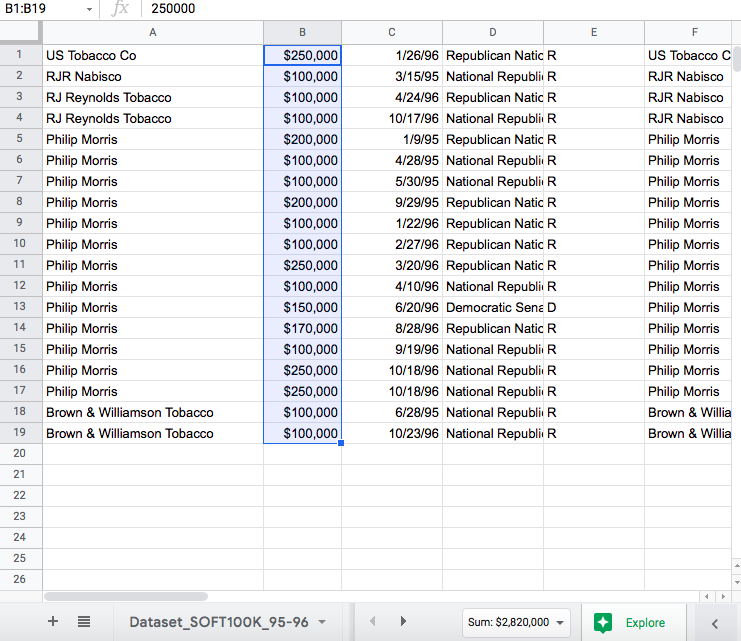 B1:B19 fx 250000
A B C D E F
1 US Tobacco Co $250,000 1/26/96 Republican Natio R US Tobacco C
2 RJR Nabisco $100,000 3/15/95 National Republi R RJR Nabisco
3 RJ Reynolds Tobacco $100,000 4/24/96 Republican Natio R RJR Nabisco
4 RJ Reynolds Tobacco $100,000 10/17/96 National Republi R RJR Nabisco
5 Philip Morris $200,000 1/9/95 Republican Natio R Philip Morris
6 Philip Morris $100,000 4/28/95 National Republi R Philip Morris
7 Philip Morris $100,000 5/30/95 National Republi R Philip Morris
8 Philip Morris $200,000 9/29/95 Republican Natio R Philip Morris
9 Philip Morris $100,000 1/22/96 Republican Natio R Philip Morris
10 Philip Morris $100,000 2/27/96 Republican Natio R Philip Morris
11 Philip Morris $250,000 3/20/96 Republican Natio R Philip Morris
12 Philip Morris $100,000 4/10/96 National Republi R Philip Morris
13 Philip Morris $150,000 6/20/96 Democratic Sena D Philip Morris
14 Philip Morris $170,000 8/28/96 Republican Natio R Philip Morris
15 Philip Morris $100,000 9/19/96 National Republi R Philip Morris
16 Philip Morris $250,000 10/18/96 National Republi R Philip Morris
17 Philip Morris $250,000 10/18/96 National Republi R Philip Morris
18 Brown & Williamson Tobacco $100,000 6/28/95 National Republi R Brown & Willia
19 Brown & Williamson Tobacco $100,000 10/23/96 National Republi R Brown & Willia
20
21
22
23
24
25
26
Dataset_SOFT100K_95-96 Sum: $2,820,000 Explore